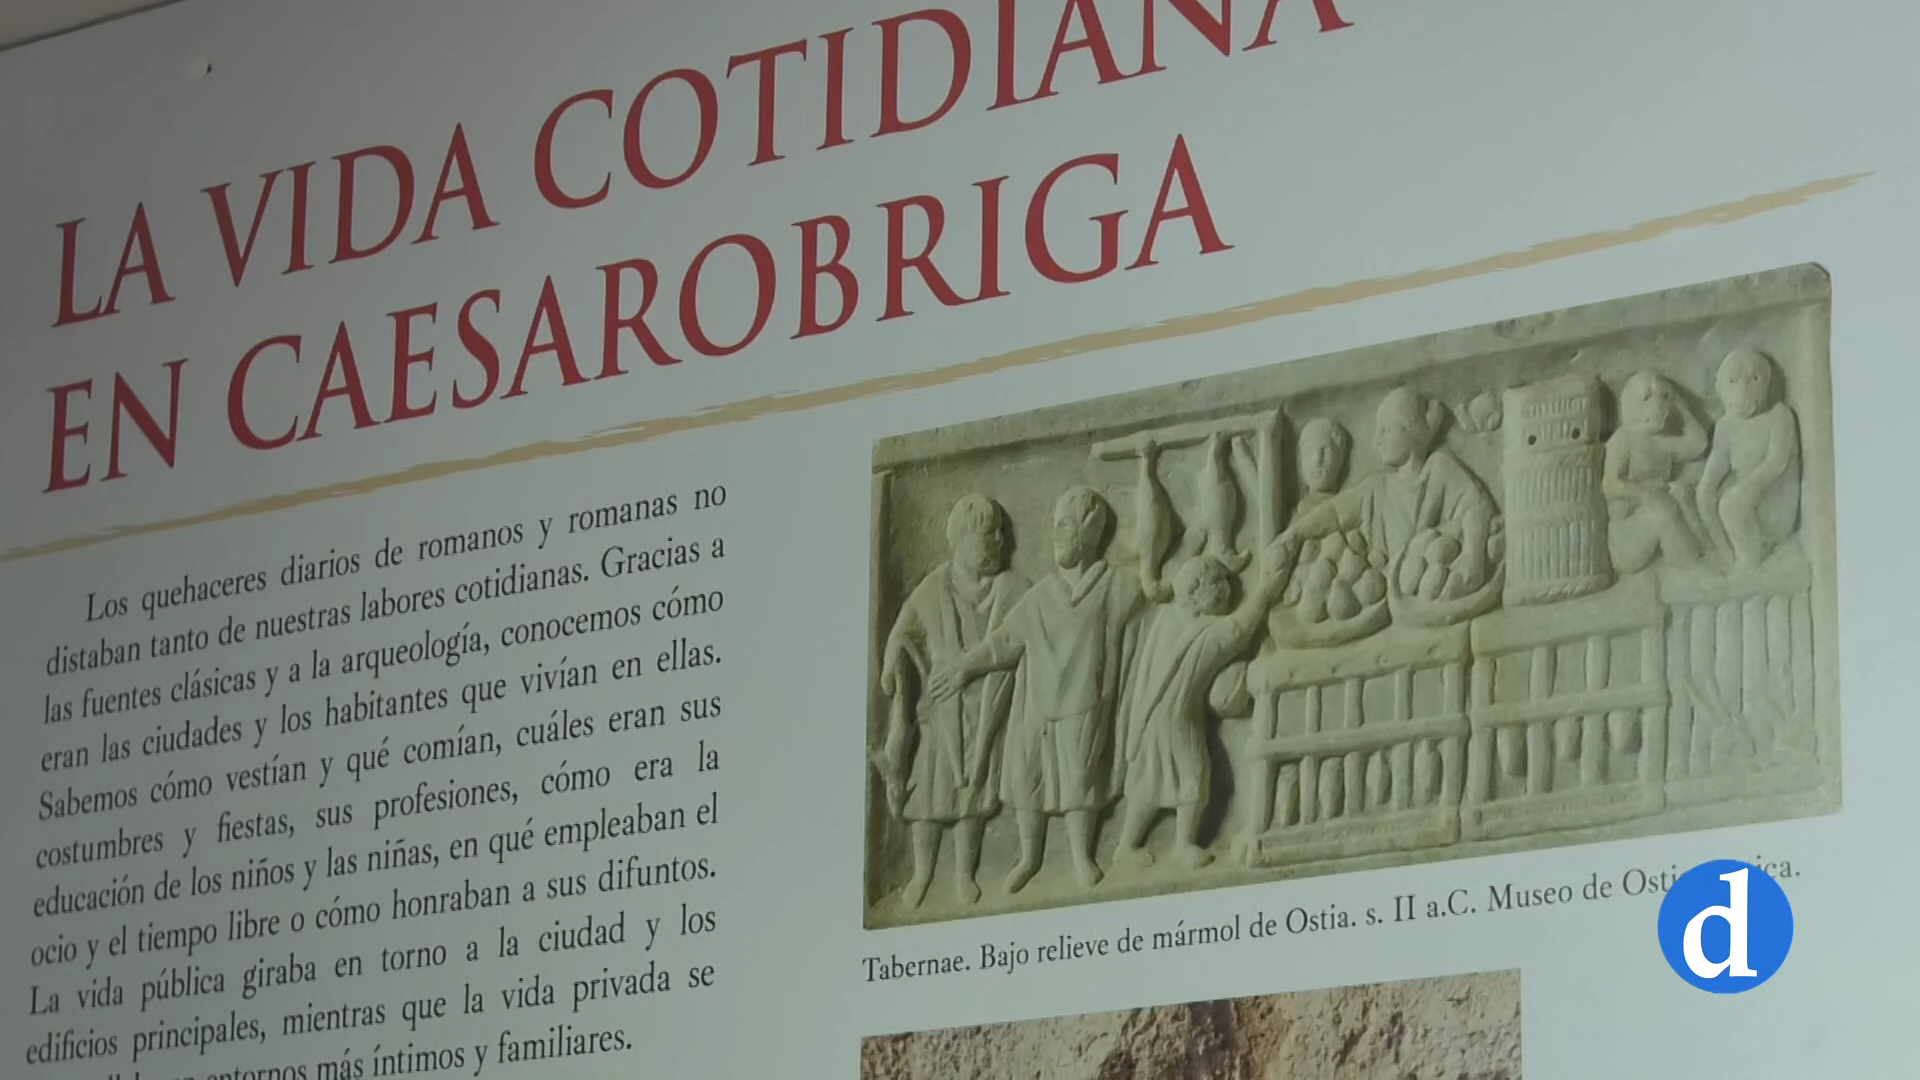 LA VIDA COTIDIANA
EN CAESAROBRIGA
Los quehaceres diarios de romanos y romanas no
distaban tanto de nuestras labores cotidianas. Gracias a
las fuentes clásicas y a la arqueología, conocemos cómo
eran las ciudades y los habitantes que vivían en ellas.
Sabemos cómo vestían y qué comían, cuáles eran sus
costumbres y fiestas, sus profesiones, cómo era la
educación de los niños y las niñas, en qué empleaban el
ocio y el tiempo libre o cómo honraban a sus difuntos.
La vida pública giraba en torno a la ciudad y los
edificios principales, mientras que la vida privada se
entornos más íntimos y familiares.
Tabernae. Bajo relieve de mármol de Ostia. s. II a.C. Museo de
d